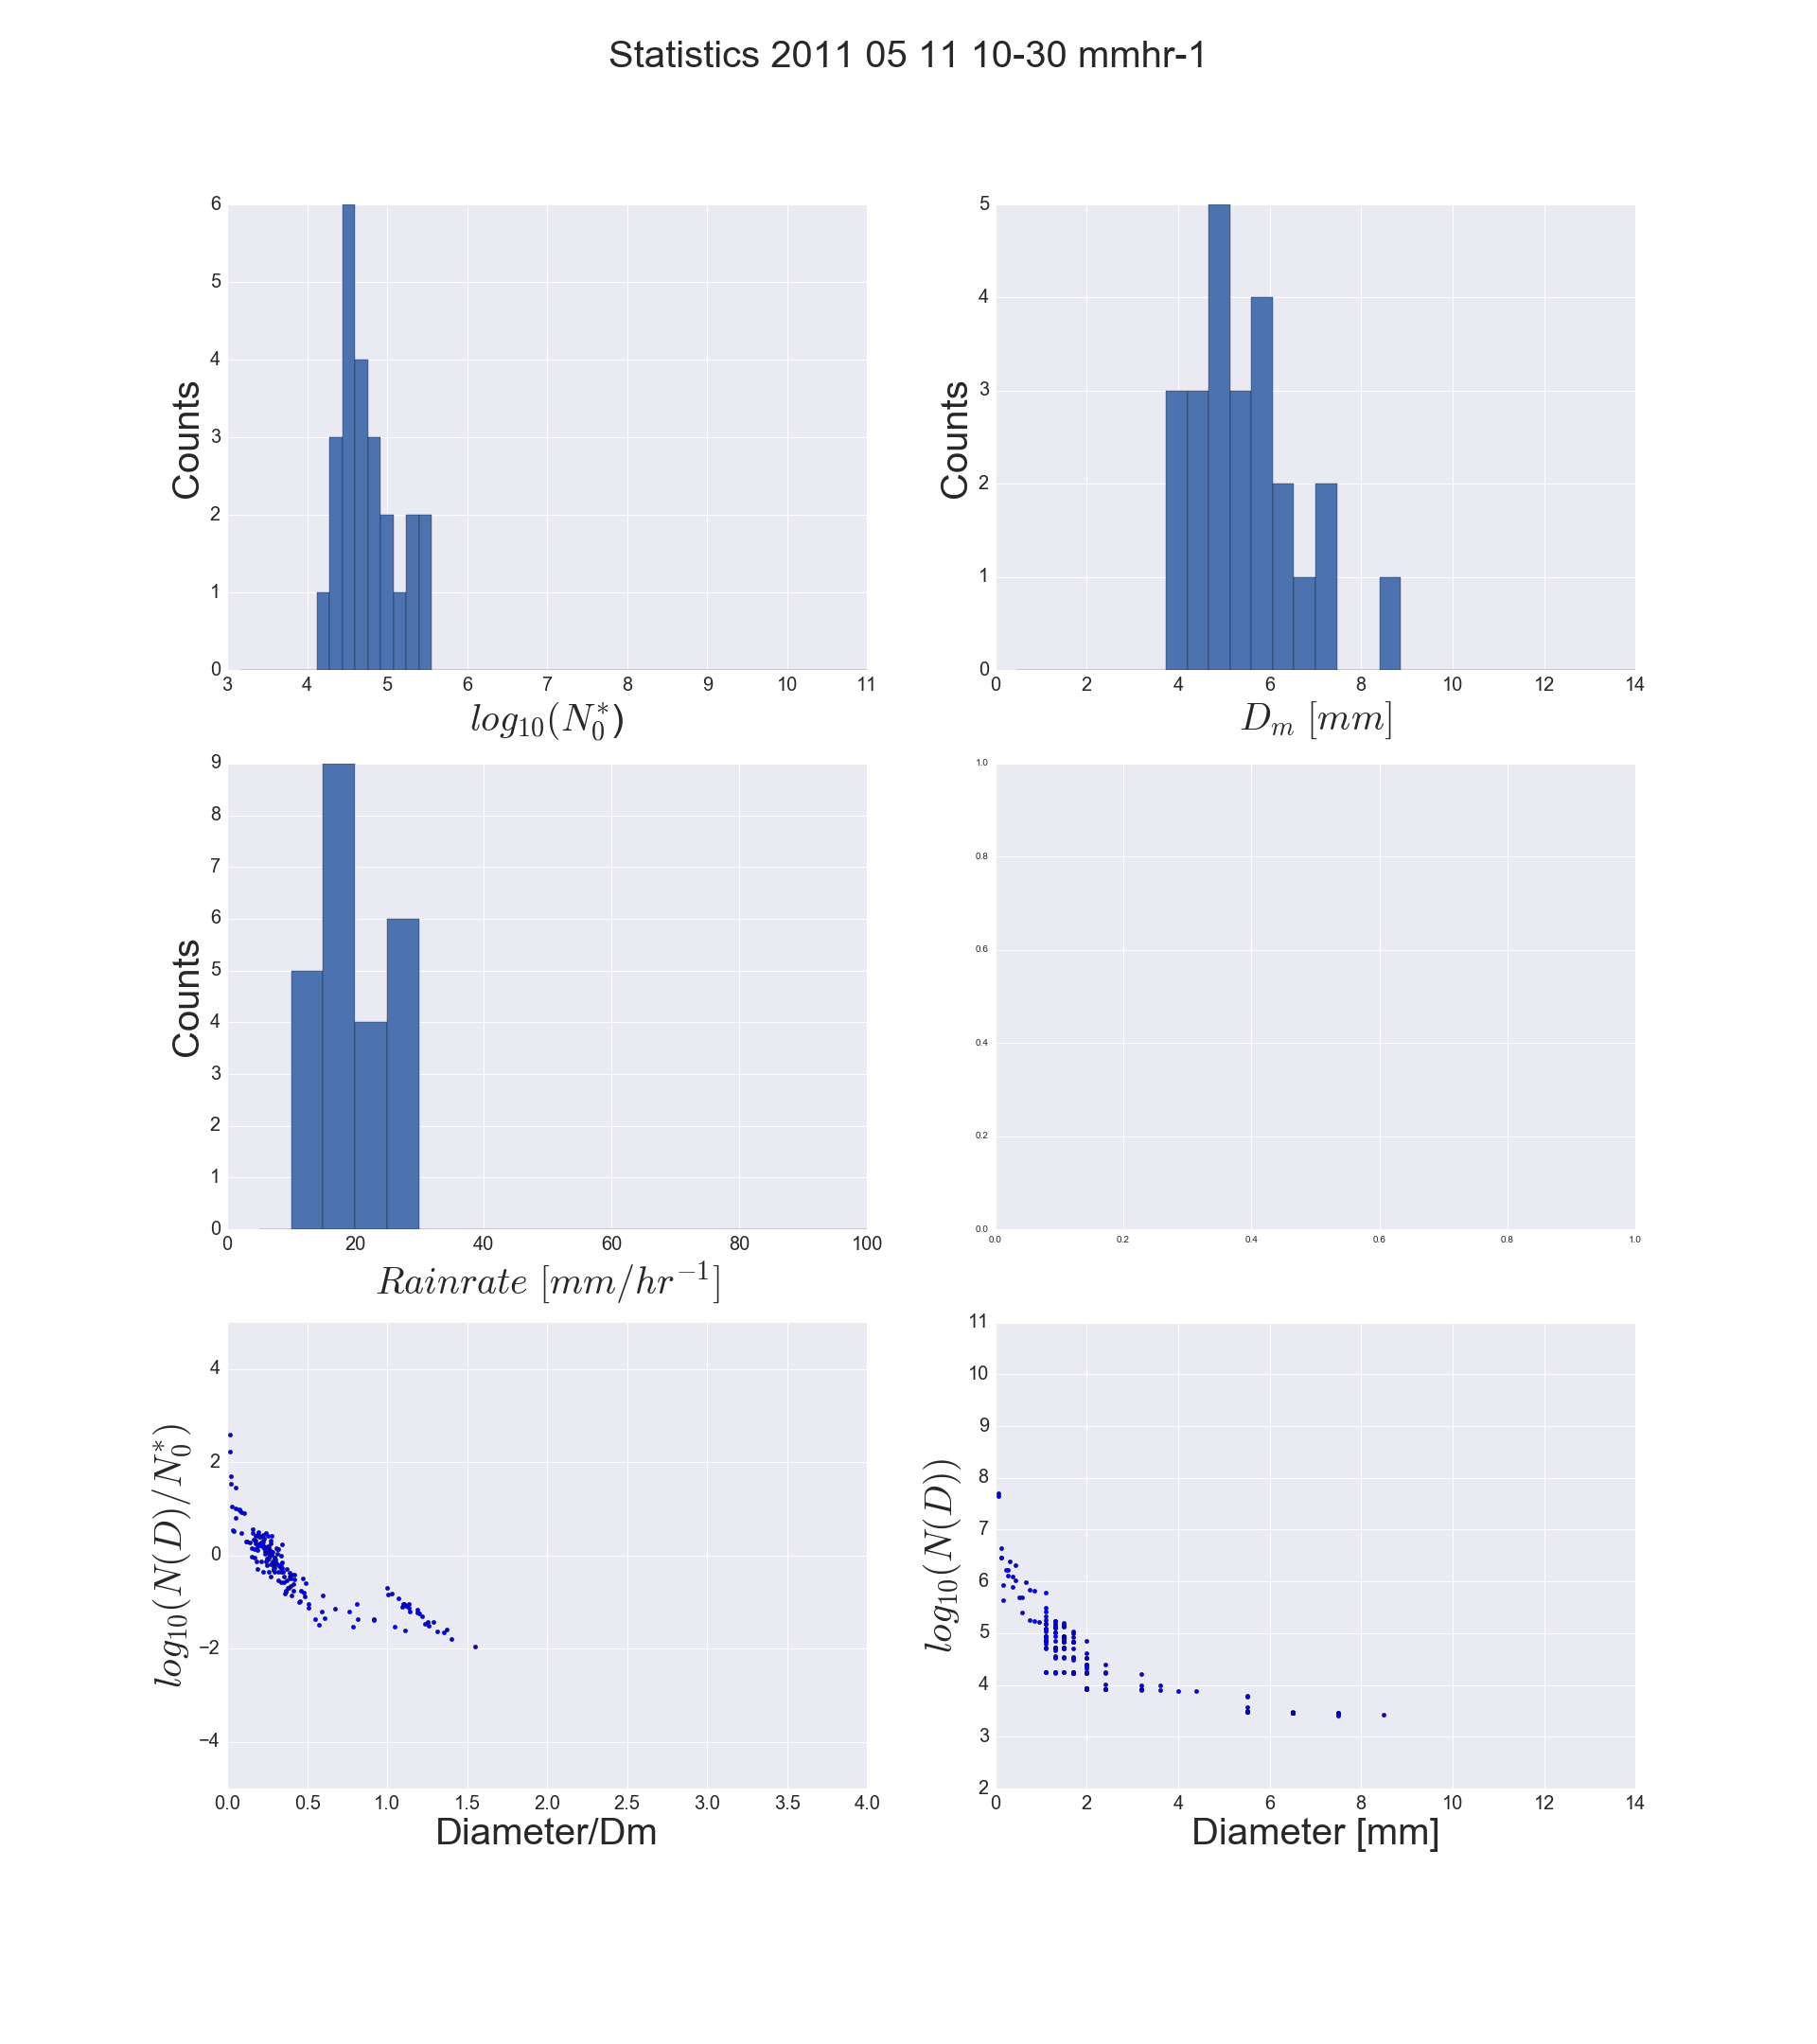 Statistics 2011 05 11 10-30 mmhr-1
6
5
4
3
2
1
0
Counts
3 4 5 6 7 8 9 10 11
log10(N0*)
5
4
3
2
1
0
Counts
0 2 4 6 8 10 12 14
Dm [mm]
9
8
7
6
5
4
3
2
1
0
Counts
0 20 40 60 80 100
Rainrate [mm/hr−1]
1.0
0.8
0.6
0.4
0.2
0.0
0.0 0.2 0.4 0.6 0.8 1.0
4
2
0
−2
−4
log10(N(D)/N0*)
0.0 0.5 1.0 1.5 2.0 2.5 3.0 3.5 4.0
Diameter/Dm
11
10
9
8
7
6
5
4
3
2
log10(N(D))
0 2 4 6 8 10 12 14
Diameter [mm]